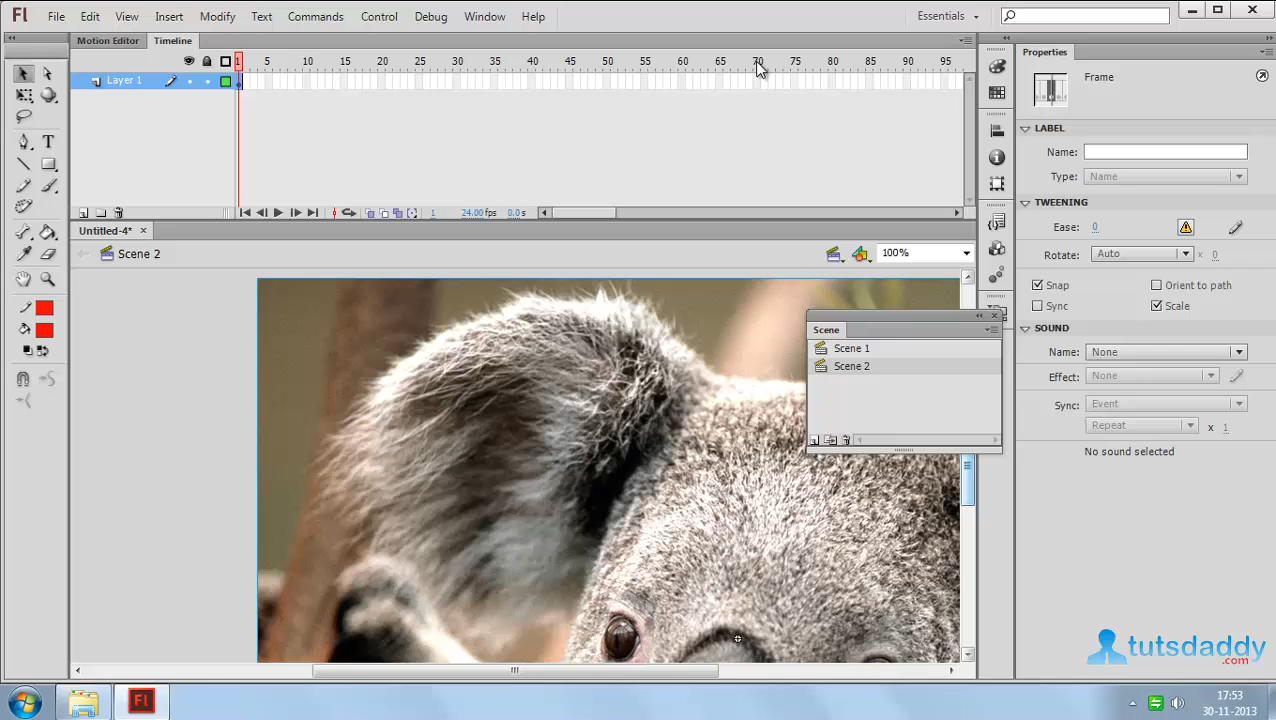 Fl File Edit View Insert Modify Text Commands Control Debug Window Help Essentials
Motion Editor Timeline
1 5 10 15 20 25 30 35 40 45 50 55 60 65 70 75 80 85 90 95
Layer 1
1 24.00 fps 0.0 s
Untitled-4*
Scene 2
100%
Scene
Scene 1
Scene 2
Properties
Frame
LABEL
Name:
Type: Name
TWEENING
Ease: 0
Rotate: Auto x 0
Snap Orient to path
Sync Scale
SOUND
Name: None
Effect: None
Sync: Event
Repeat x 1
No sound selected
tutsdaddy
.com
Fl
17:53
30-11-2013